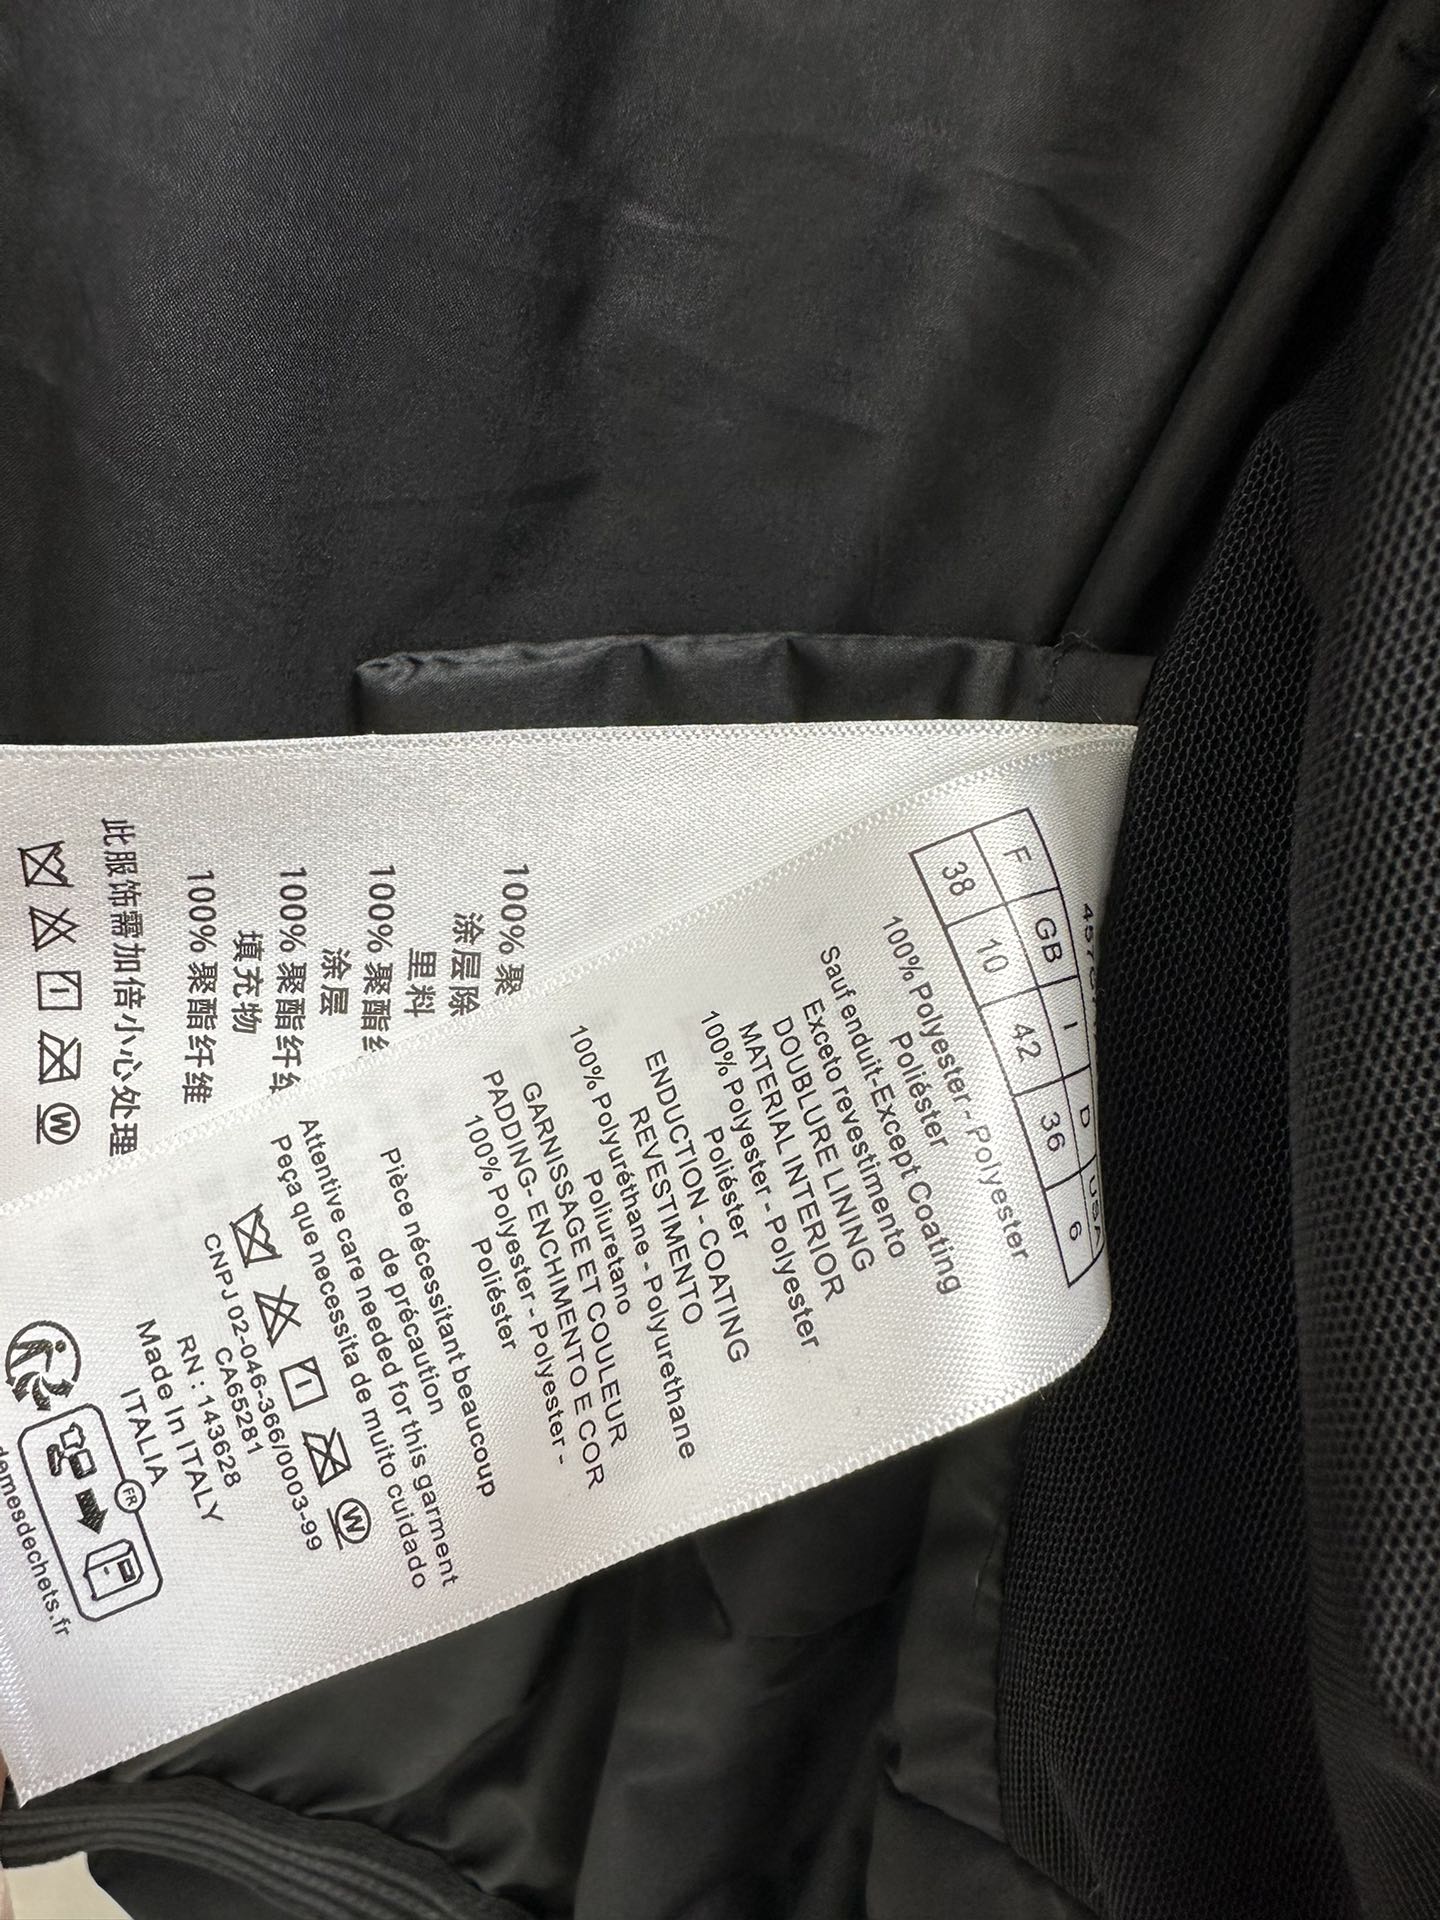 F GB I D USA
38 10 42 36 6
100% Polyester - Polyester
Poliéster
Sauf enduit-Except Coating
Exceto revestimento
DOUBLURE LINING
MATERIAL INTERIOR
100% Polyester - Polyester
Poliéster
ENDUCTION - COATING
REVESTIMENTO
100% Polyuréthane - Polyurethane
Poliuretano
GARNISSAGE ET COULEUR
PADDING- ENCHIMENTO E COR
100% Polyester - Polyester -
Poliéster
Pièce nécessitant beaucoup
de précaution
Attentive care needed for this garment
Peça que necessita de muito cuidado
W
CNPJ 02-046-366/0003-99
CA65281
RN : 143628
Made In ITALY
ITALIA
FR
100% 聚
涂层除
里料
100% 聚酯纤
涂层
100% 聚酯纤
填充物
100% 聚酯纤维
此服饰需加倍小心处理
W